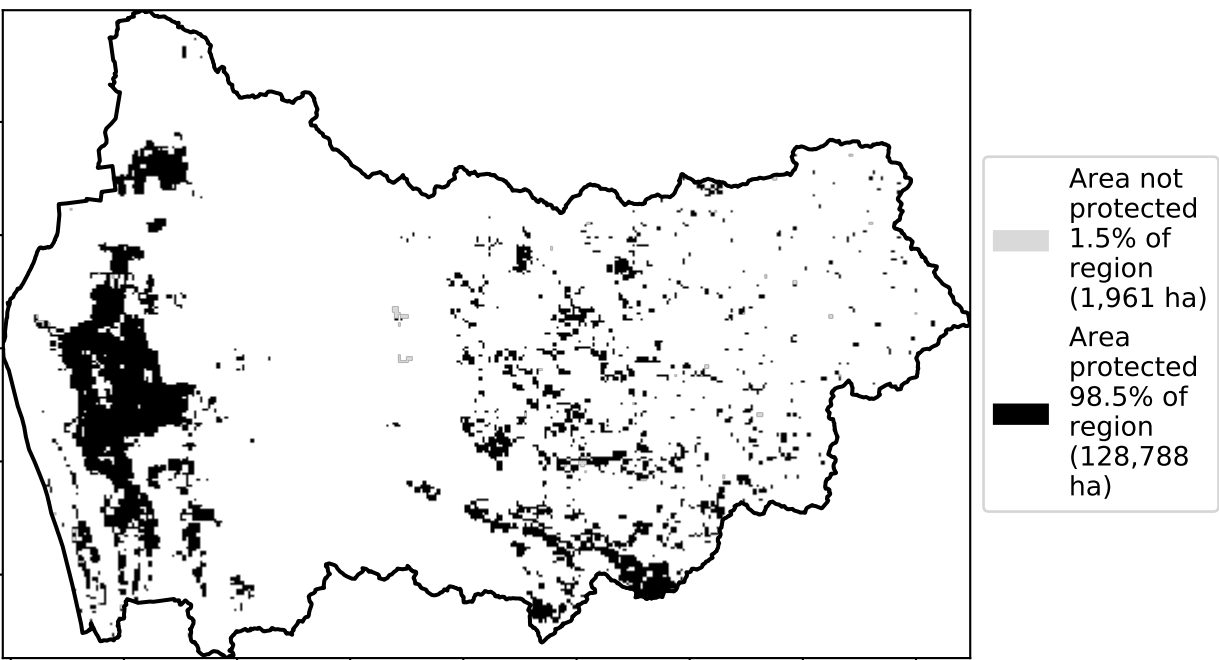 Area not
protected
1.5% of
region
(1,961 ha)
Area
protected
98.5% of
region
(128,788
ha)